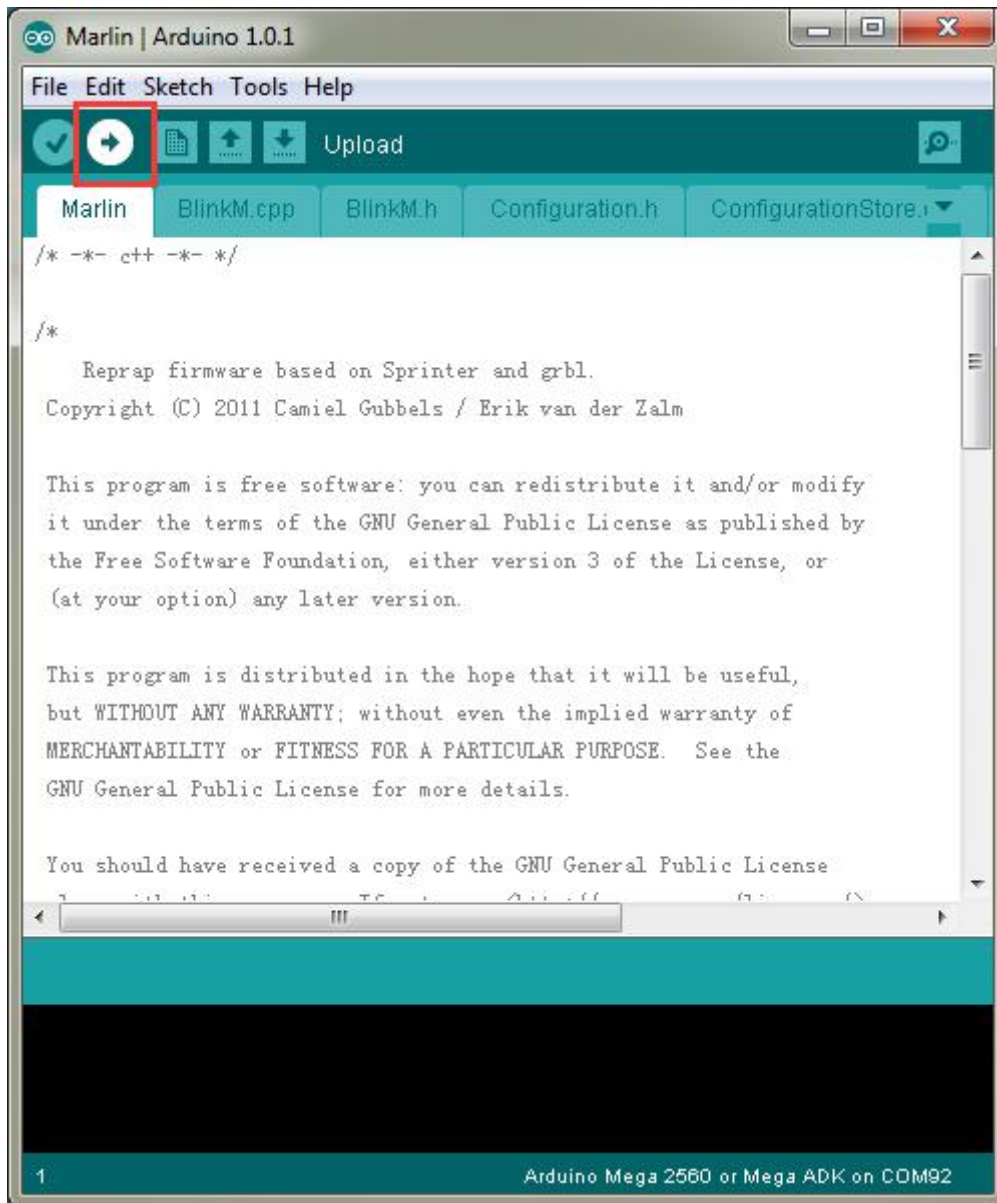 Marlin | Arduino 1.0.1
File Edit Sketch Tools Help
Upload
Marlin BlinkM.cpp BlinkM.h Configuration.h ConfigurationStore.
/* -*- c++ -*- */
/*
Reprap firmware based on Sprinter and grbl.
Copyright (C) 2011 Camiel Gubbels / Erik van der Zalm
This program is free software: you can redistribute it and/or modify
it under the terms of the GNU General Public License as published by
the Free Software Foundation, either version 3 of the License, or
(at your option) any later version.
This program is distributed in the hope that it will be useful,
but WITHOUT ANY WARRANTY; without even the implied warranty of
MERCHANTABILITY or FITNESS FOR A PARTICULAR PURPOSE. See the
GNU General Public License for more details.
You should have received a copy of the GNU General Public License
1 Arduino Mega 2560 or Mega ADK on COM92